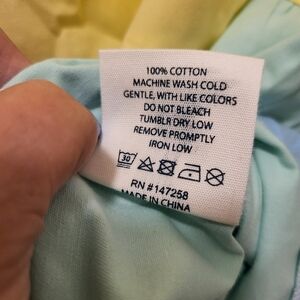 100% COTTON
MACHINE WASH COLD
GENTLE, WITH LIKE COLORS
DO NOT BLEACH
TUMBLR DRY LOW
REMOVE PROMPTLY
IRON LOW
30
RN #147258
MADE IN CHINA